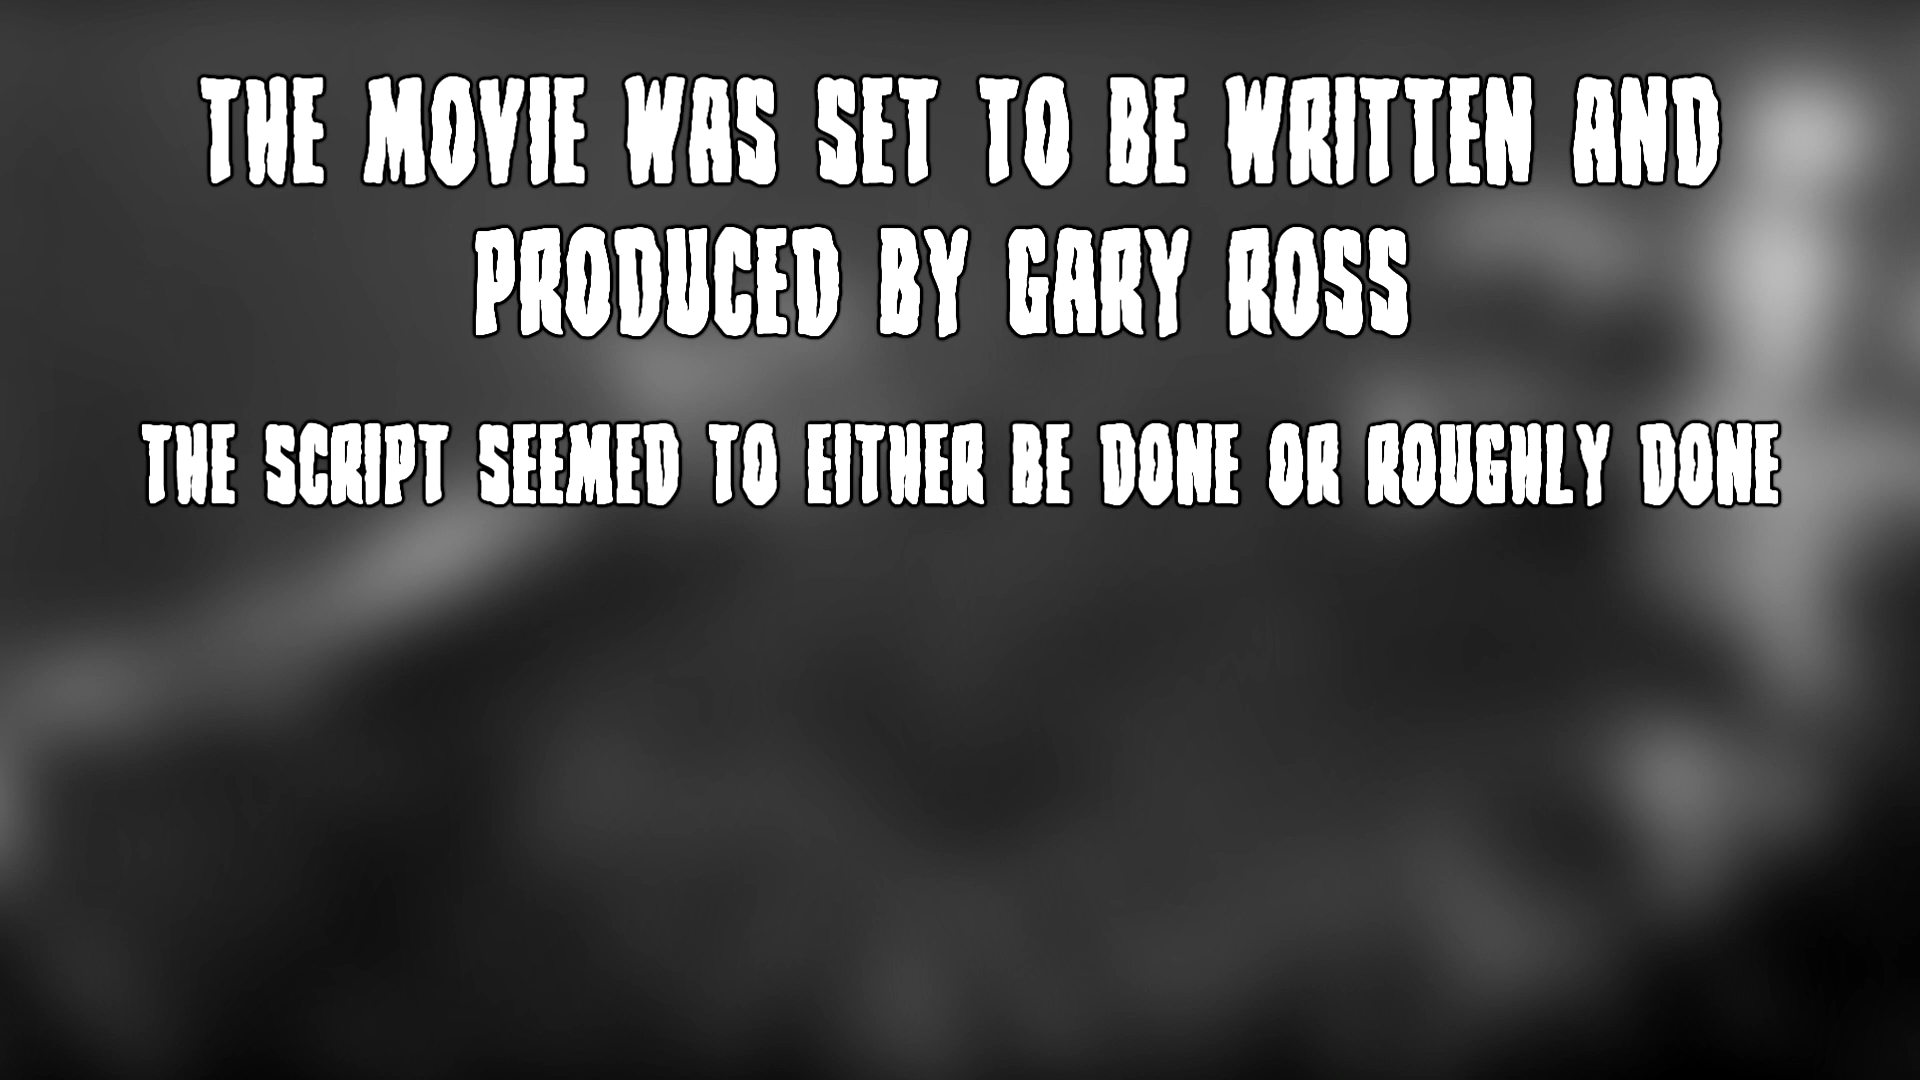 THE MOVIE WAS SET TO BE WRITTEN AND
PRODUCED BY GARY ROSS
THE SCRIPT SEEMED TO EITHER BE DONE OR ROUGHLY DONE